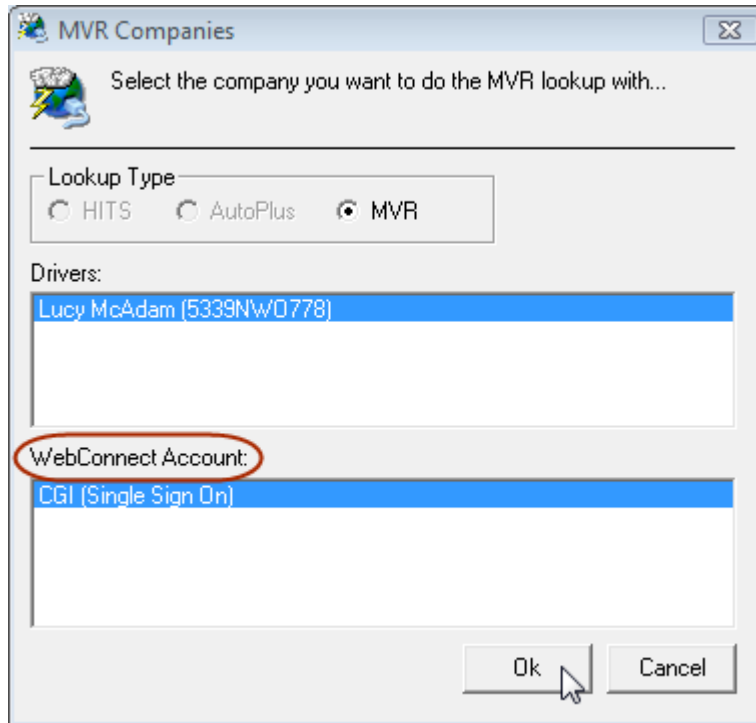 MVR Companies
Select the company you want to do the MVR lookup with...
Lookup Type
HITS AutoPlus MVR
Drivers:
Lucy McAdam (5339NWO778)
WebConnect Account:
CGI (Single Sign On)
Ok Cancel